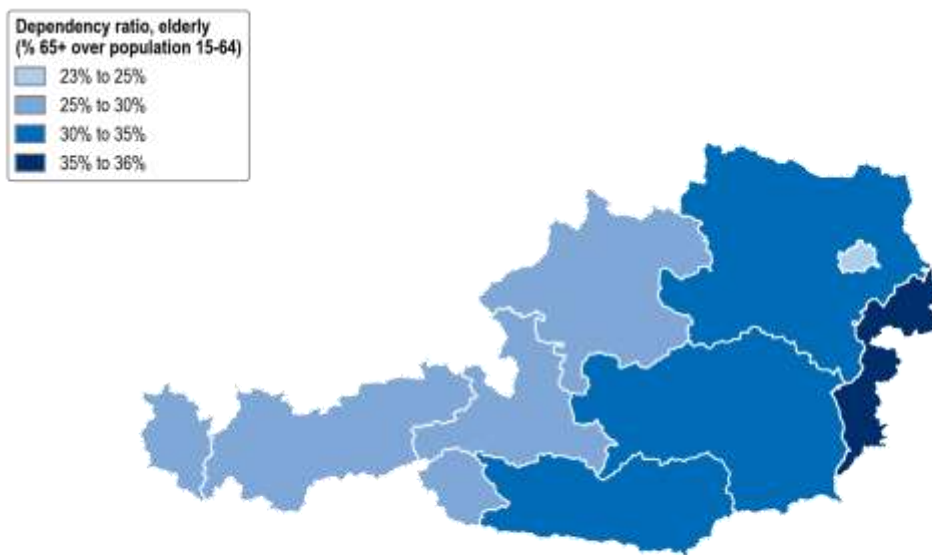 Dependency ratio, elderly
(% 65+ over population 15-64)
23% to 25%
25% to 30%
30% to 35%
35% to 36%